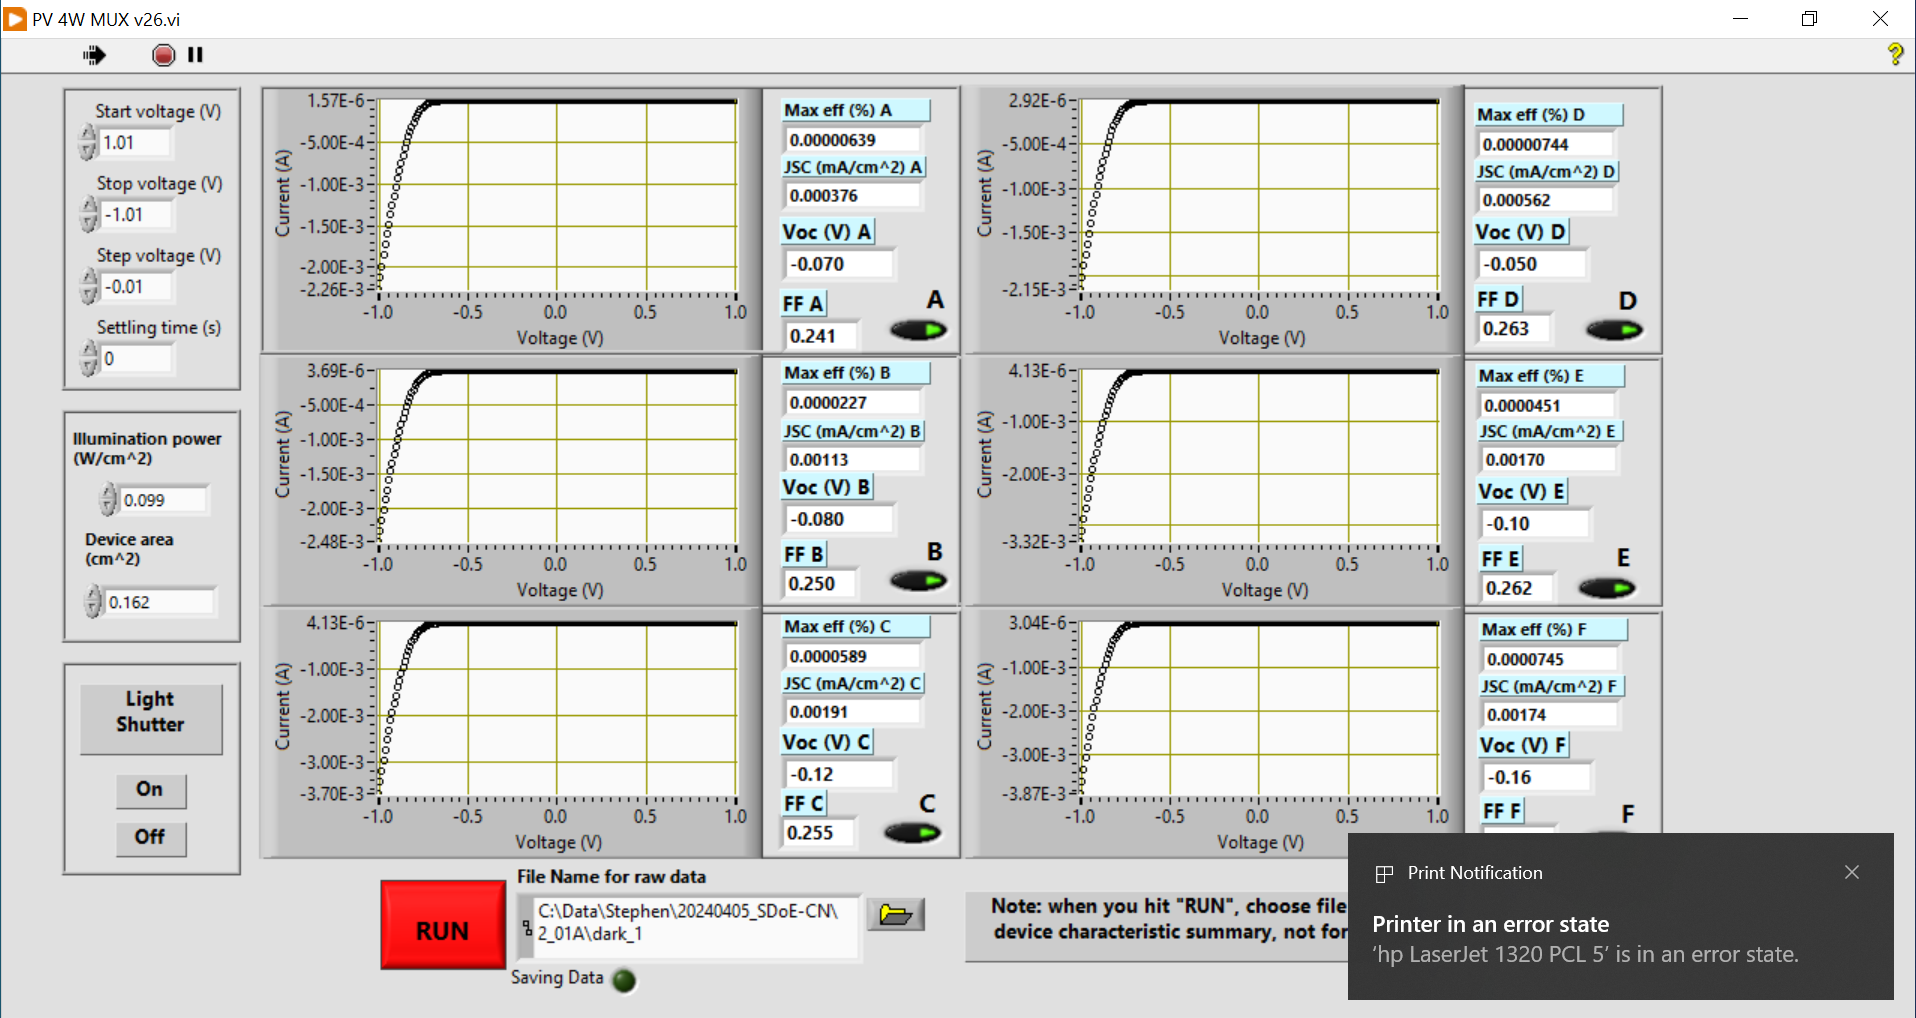 PV 4W MUX v26.vi
?
Start voltage (V)
1.01
Stop voltage (V)
-1.01
Step voltage (V)
-0.01
Settling time (s)
0
Illumination power
(W/cm^2)
0.099
Device area
(cm^2)
0.162
Light
Shutter
On
Off
1.57E-6
-5.00E-4
-1.00E-3
-1.50E-3
-2.00E-3
-2.26E-3
Current (A)
-1.0 -0.5 0.0 0.5 1.0
Voltage (V)
Max eff (%) A
0.00000639
JSC (mA/cm^2) A
0.000376
Voc (V) A
-0.070
FF A
0.241
A
2.92E-6
-5.00E-4
-1.00E-3
-1.50E-3
-2.15E-3
Current (A)
-1.0 -0.5 0.0 0.5 1.0
Voltage (V)
Max eff (%) D
0.00000744
JSC (mA/cm^2) D
0.000562
Voc (V) D
-0.050
FF D
0.263
D
3.69E-6
-5.00E-4
-1.00E-3
-1.50E-3
-2.00E-3
-2.48E-3
Current (A)
-1.0 -0.5 0.0 0.5 1.0
Voltage (V)
Max eff (%) B
0.0000227
JSC (mA/cm^2) B
0.00113
Voc (V) B
-0.080
FF B
0.250
B
4.13E-6
-1.00E-3
-2.00E-3
-3.32E-3
Current (A)
-1.0 -0.5 0.0 0.5 1.0
Voltage (V)
Max eff (%) E
0.0000451
JSC (mA/cm^2) E
0.00170
Voc (V) E
-0.10
FF E
0.262
E
4.13E-6
-1.00E-3
-2.00E-3
-3.00E-3
-3.70E-3
Current (A)
-1.0 -0.5 0.0 0.5 1.0
Voltage (V)
Max eff (%) C
0.0000589
JSC (mA/cm^2) C
0.00191
Voc (V) C
-0.12
FF C
0.255
C
3.04E-6
-1.00E-3
-2.00E-3
-3.00E-3
-3.87E-3
Current (A)
-1.0 -0.5 0.0 0.5 1.0
Voltage (V)
Max eff (%) F
0.0000745
JSC (mA/cm^2) F
0.00174
Voc (V) F
-0.16
FF F
F
RUN
File Name for raw data
C:\Data\Stephen\20240405_SDoE-CN\
2_01A\dark_1
Saving Data
Note: when you hit "RUN", choose file
device characteristic summary, not for
Print Notification
Printer in an error state
'hp LaserJet 1320 PCL 5' is in an error state.